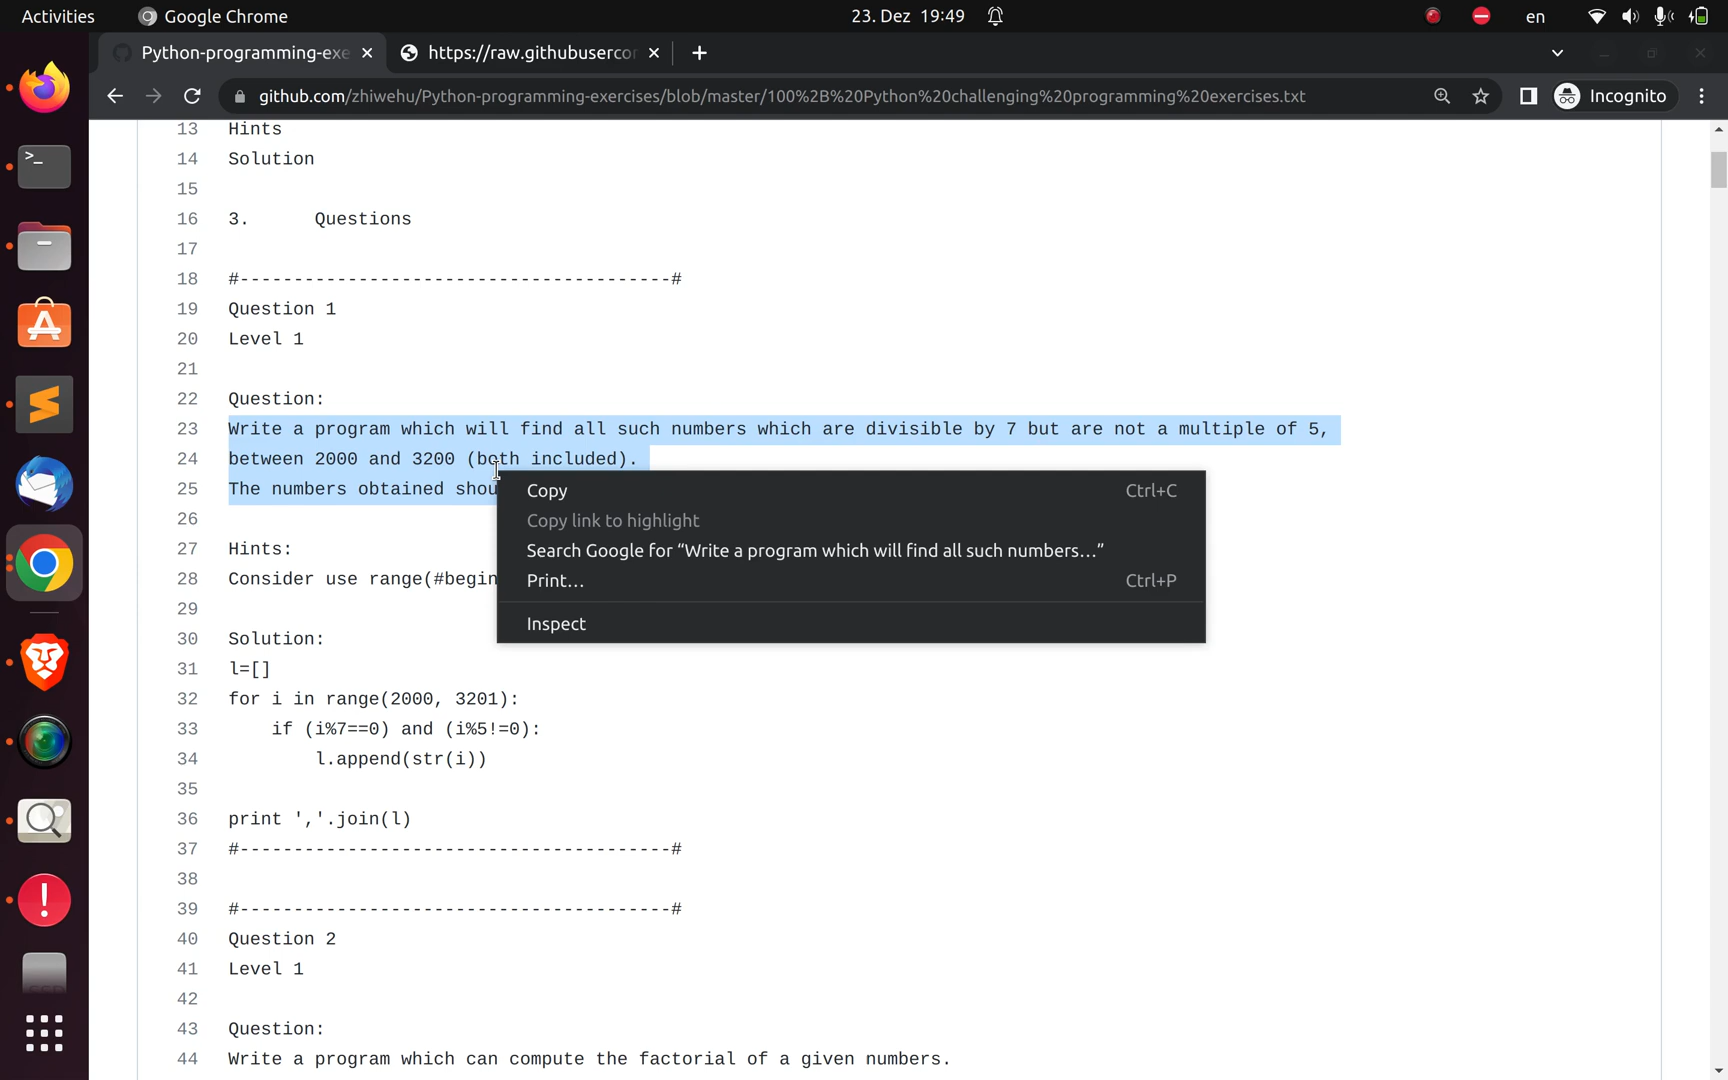 Activities Google Chrome 23. Dez 19:49 en
Python-programming-exe https://raw.githubusercor
github.com/zhiwehu/Python-programming-exercises/blob/master/100%2B%20Python%20challenging%20programming%20exercises.txt Incognito
13 Hints
14 Solution
15
16 3. Questions
17
18 #----------------------------------------#
19 Question 1
20 Level 1
21
22 Question:
23 Write a program which will find all such numbers which are divisible by 7 but are not a multiple of 5,
24 between 2000 and 3200 (both included).
25 The numbers obtained shou
Copy Ctrl+C
26
Copy link to highlight
27 Hints:
Search Google for “Write a program which will find all such numbers…”
28 Consider use range(#begin
Print… Ctrl+P
29
Inspect
30 Solution:
31 l=[]
32 for i in range(2000, 3201):
33 if (i%7==0) and (i%5!=0):
34 l.append(str(i))
35
36 print ','.join(l)
37 #----------------------------------------#
38
39 #----------------------------------------#
40 Question 2
41 Level 1
42
43 Question:
44 Write a program which can compute the factorial of a given numbers.